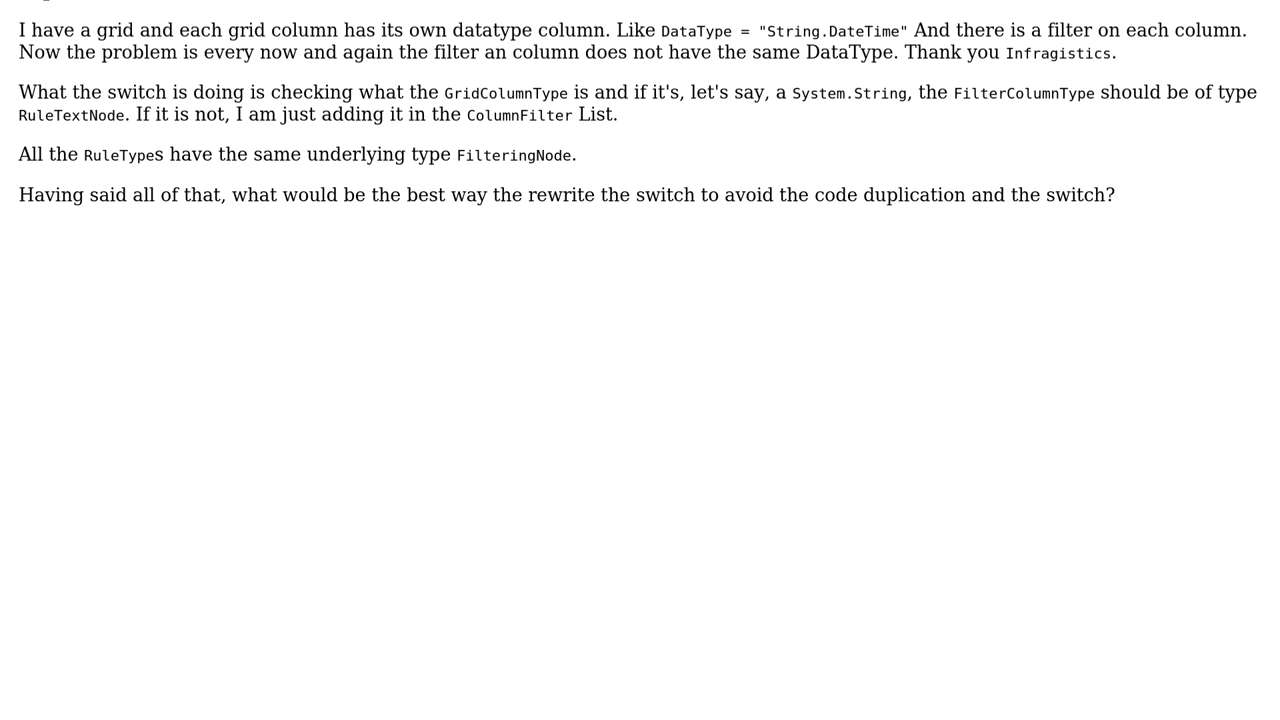 I have a grid and each grid column has its own datatype column. Like DataType = "String.DateTime" And there is a filter on each column.
Now the problem is every now and again the filter an column does not have the same DataType. Thank you Infragistics.
What the switch is doing is checking what the GridColumnType is and if it's, let's say, a System.String, the FilterColumnType should be of type
RuleTextNode. If it is not, I am just adding it in the ColumnFilter List.
All the RuleTypes have the same underlying type FilteringNode.
Having said all of that, what would be the best way the rewrite the switch to avoid the code duplication and the switch?